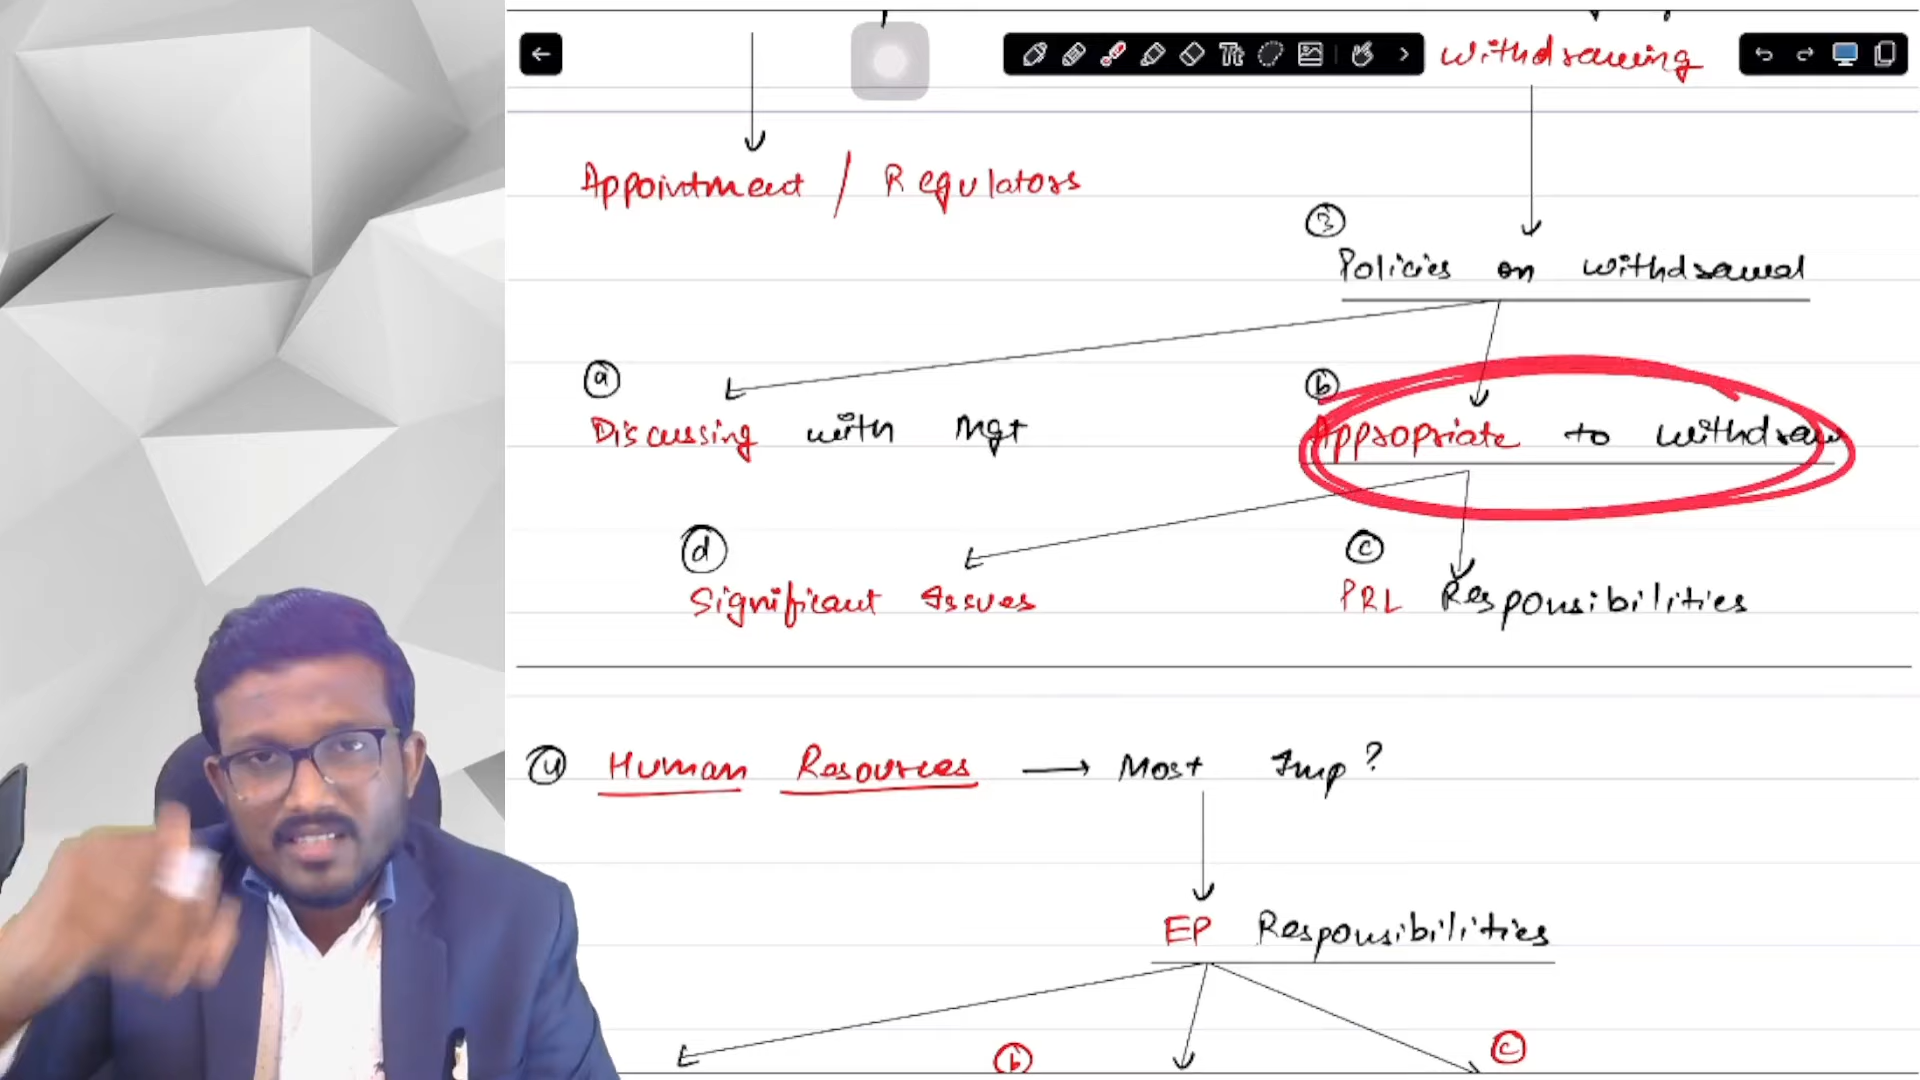 Tt
withdrawing
Appointment / Regulators
3
Policies on withdrawal
a
b
Discussing with Mgt
Appropriate to withdraw
d
c
Significant Issues
PRL Responsibilities
4 Human Resources → Most Imp?
EP Responsibilities
b
c